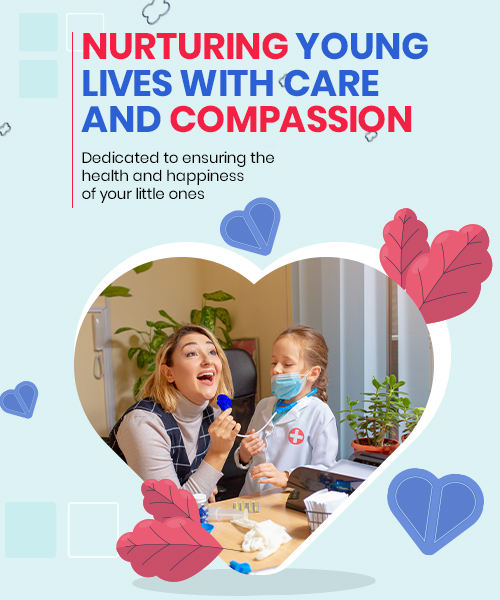 NURTURING YOUNG
LIVES WITH CARE
AND COMPASSION
Dedicated to ensuring the
health and happiness
of your little ones